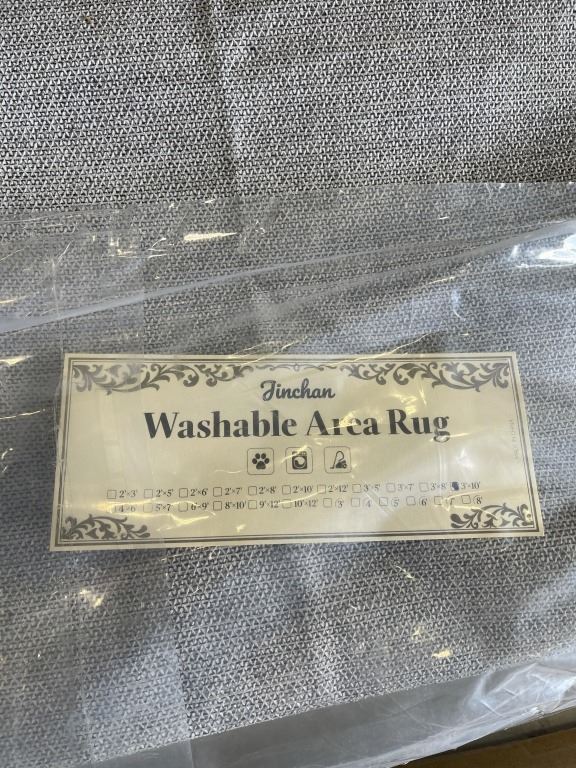 Jinchan
Washable Area Rug
2'×3' 2'×5' 2'×6' 2'×7' 2'×8' 2'×10' 2'×12' 3'×5' 3'×7' 3'×8' 3'×10'
4'×6' 5'×7' 6'×9' 8'×10' 9'×12' 10'×12' 3' 4' 5' 6' 7' 8'